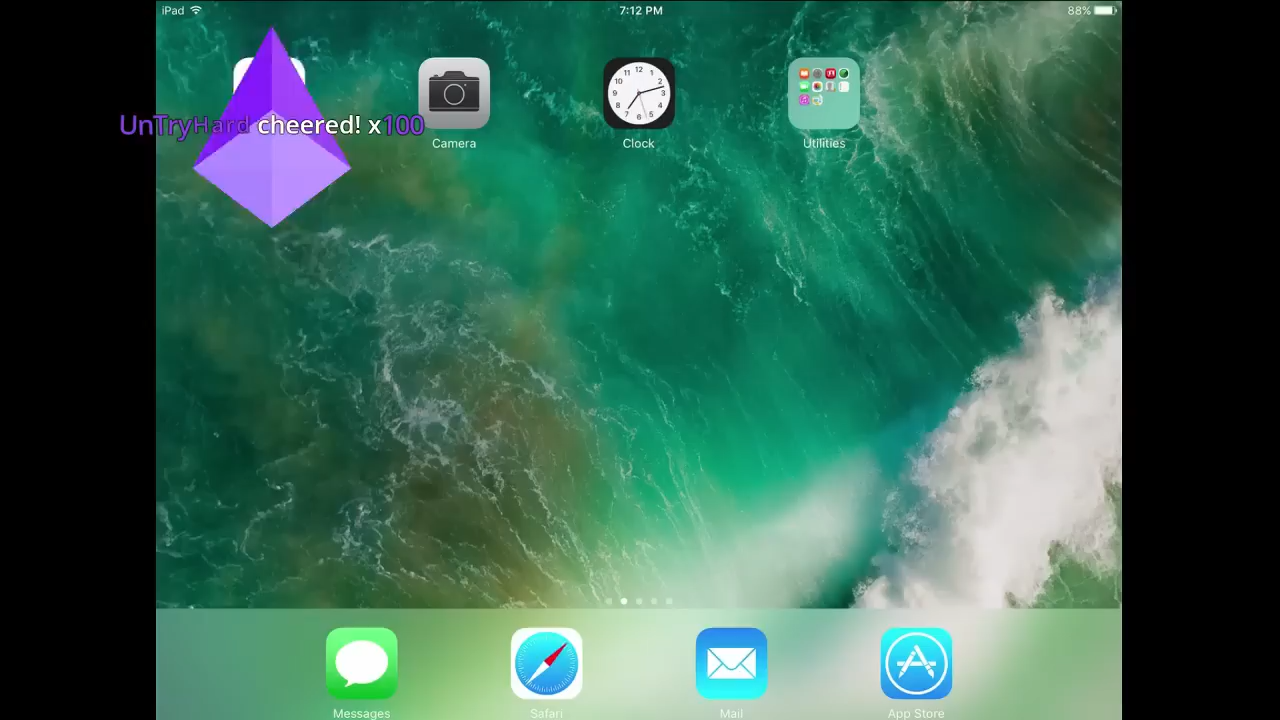 iPad 7:12 PM 88%
UnTryHard cheered! x100
Camera Clock Utilities
Messages Safari Mail App Store